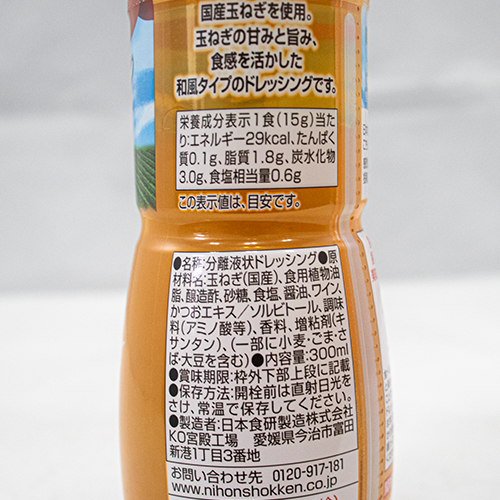 国産玉ねぎを使用。
玉ねぎの甘みと旨み、
食感を活かした
和風タイプのドレッシングです。
栄養成分表示1食(15g)当た
り:エネルギー29kcal、たんぱく
質0.1g、脂質1.8g、炭水化物
3.0g、食塩相当量0.6g
この表示値は、目安です。
●名称:分離液状ドレッシング●原
材料名:玉ねぎ(国産)、食用植物油
脂、醸造酢、砂糖、食塩、醤油、ワイン、
かつおエキス/ソルビトール、調味
料(アミノ酸等)、香料、増粘剤(キ
サンタン)、(一部に小麦・ごま・さ
ば・大豆を含む)●内容量:300ml
●賞味期限:枠外下部上段に記載
●保存方法:開栓前は直射日光を
さけ、常温で保存してください。
●製造者:日本食研製造株式会社
KO宮殿工場 愛媛県今治市富田
新港1丁目3番地
お問い合わせ先 0120-917-181
www.nihonshokken.co.jp